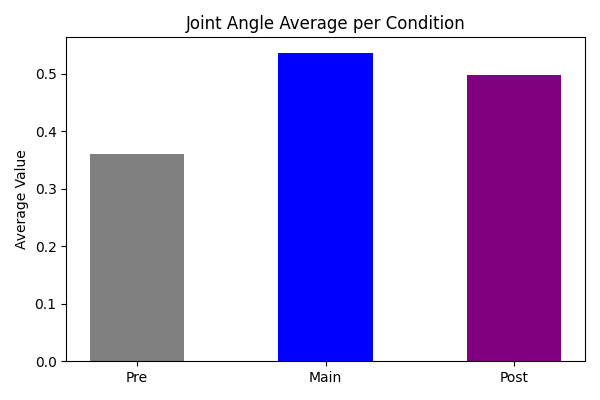 Joint Angle Average per Condition
Average Value
0.5
0.4
0.3
0.2
0.1
0.0
Pre
Main
Post